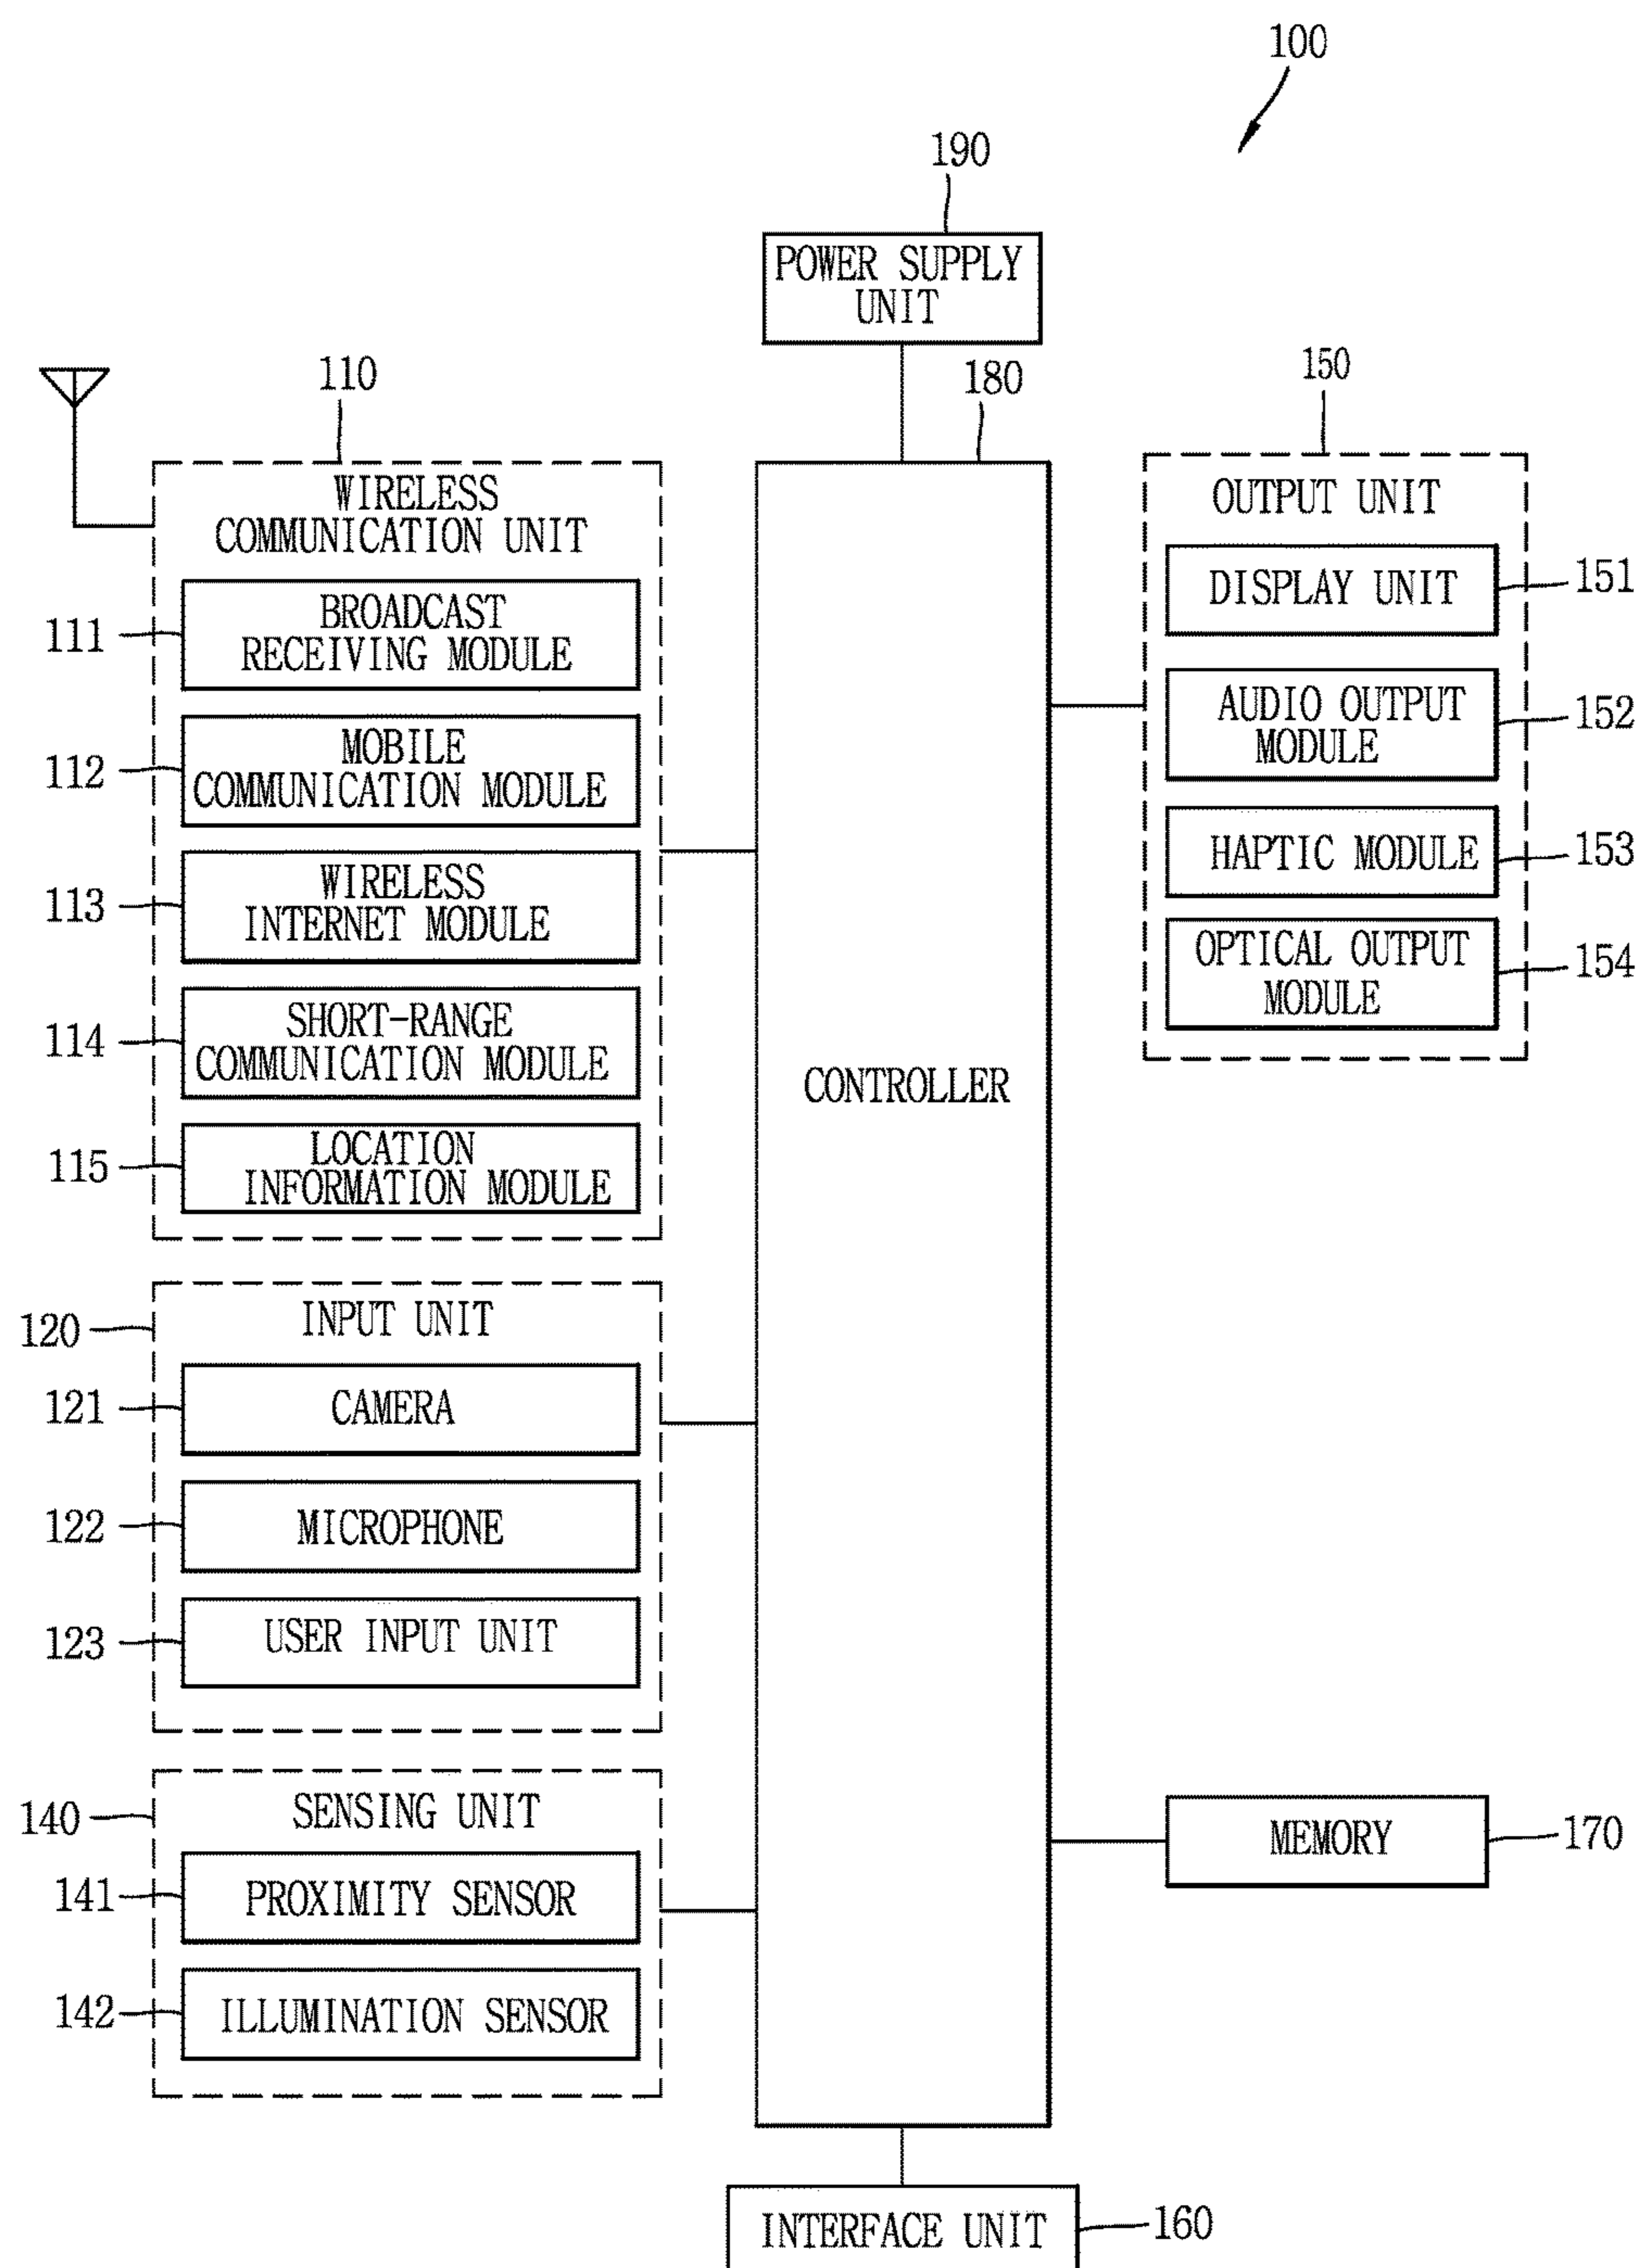 100
190
POWER SUPPLY
UNIT
110
180
150
WIRELESS
COMMUNICATION UNIT
111
BROADCAST
RECEIVING MODULE
112
MOBILE
COMMUNICATION MODULE
113
WIRELESS
INTERNET MODULE
114
SHORT-RANGE
COMMUNICATION MODULE
115
LOCATION
INFORMATION MODULE
120
INPUT UNIT
121
CAMERA
122
MICROPHONE
123
USER INPUT UNIT
140
SENSING UNIT
141
PROXIMITY SENSOR
142
ILLUMINATION SENSOR
CONTROLLER
OUTPUT UNIT
DISPLAY UNIT
151
AUDIO OUTPUT
MODULE
152
HAPTIC MODULE
153
OPTICAL OUTPUT
MODULE
154
MEMORY
170
INTERFACE UNIT
160